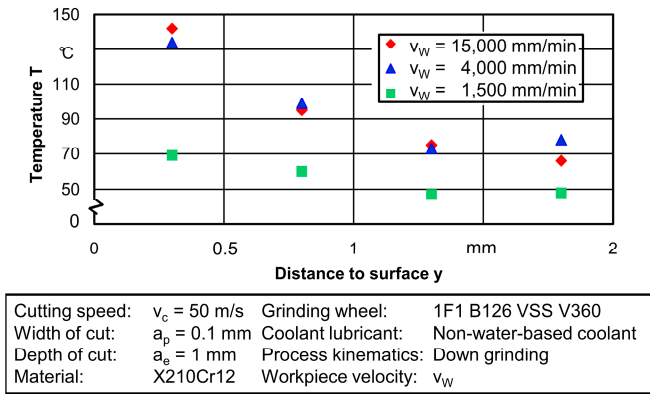 150
°C
110
90
70
50
0
Temperature T
v_W = 15,000 mm/min
v_W = 4,000 mm/min
v_W = 1,500 mm/min
0 0.5 1 mm 2
Distance to surface y
Cutting speed: v_c = 50 m/s Grinding wheel: 1F1 B126 VSS V360
Width of cut: a_p = 0.1 mm Coolant lubricant: Non-water-based coolant
Depth of cut: a_e = 1 mm Process kinematics: Down grinding
Material: X210Cr12 Workpiece velocity: v_W